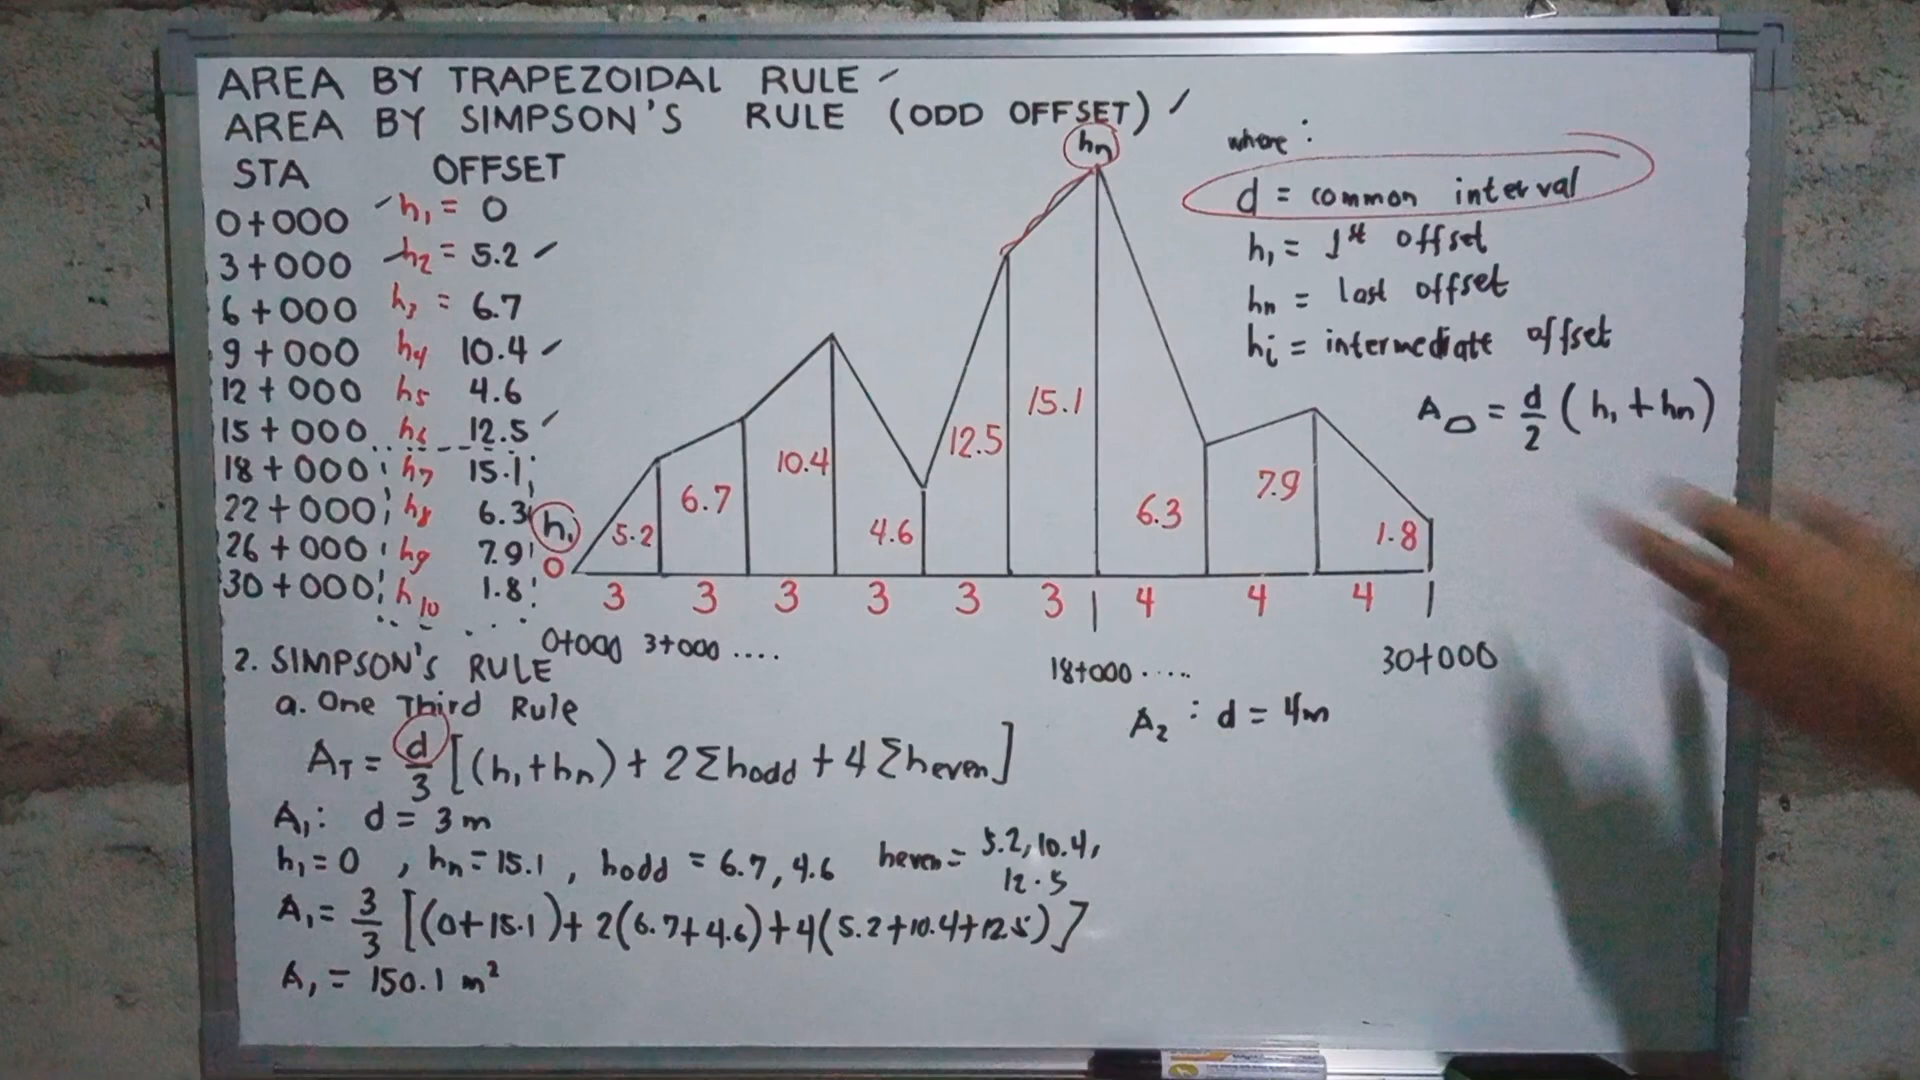 AREA BY TRAPEZOIDAL RULE
AREA BY SIMPSON'S RULE (ODD OFFSET)
STA OFFSET
0+000 h₁ = 0
3+000 h₂ = 5.2
6+000 h₃ = 6.7
9+000 h₄ 10.4
12+000 h₅ 4.6
15+000 h₆ 12.5
18+000 h₇ 15.1
22+000 h₈ 6.3
26+000 h₉ 7.9
30+000 h₁₀ 1.8
hₙ
h₁
0
5.2 6.7 10.4 4.6 12.5 15.1 6.3 7.9 1.8
3 3 3 3 3 3 4 4 4
0+000 3+000 ....
18+000 .....
30+000
where :
d = common interval
h₁ = 1st offset
hn = last offset
hi = intermediate offset
A⏢ = d/2 (h₁ + hn)
2. SIMPSON'S RULE
a. One Third Rule
A_T = d/3 [(h₁+hn) + 2Σhodd + 4Σheven]
A₁: d = 3m
h₁=0 , hn=15.1 , hodd = 6.7, 4.6 heven= 5.2, 10.4, 12.5
A₁= 3/3 [(0+15.1)+ 2(6.7+4.6)+4(5.2+10.4+12.5)]
A₁ = 150.1 m²
A₂ : d = 4m